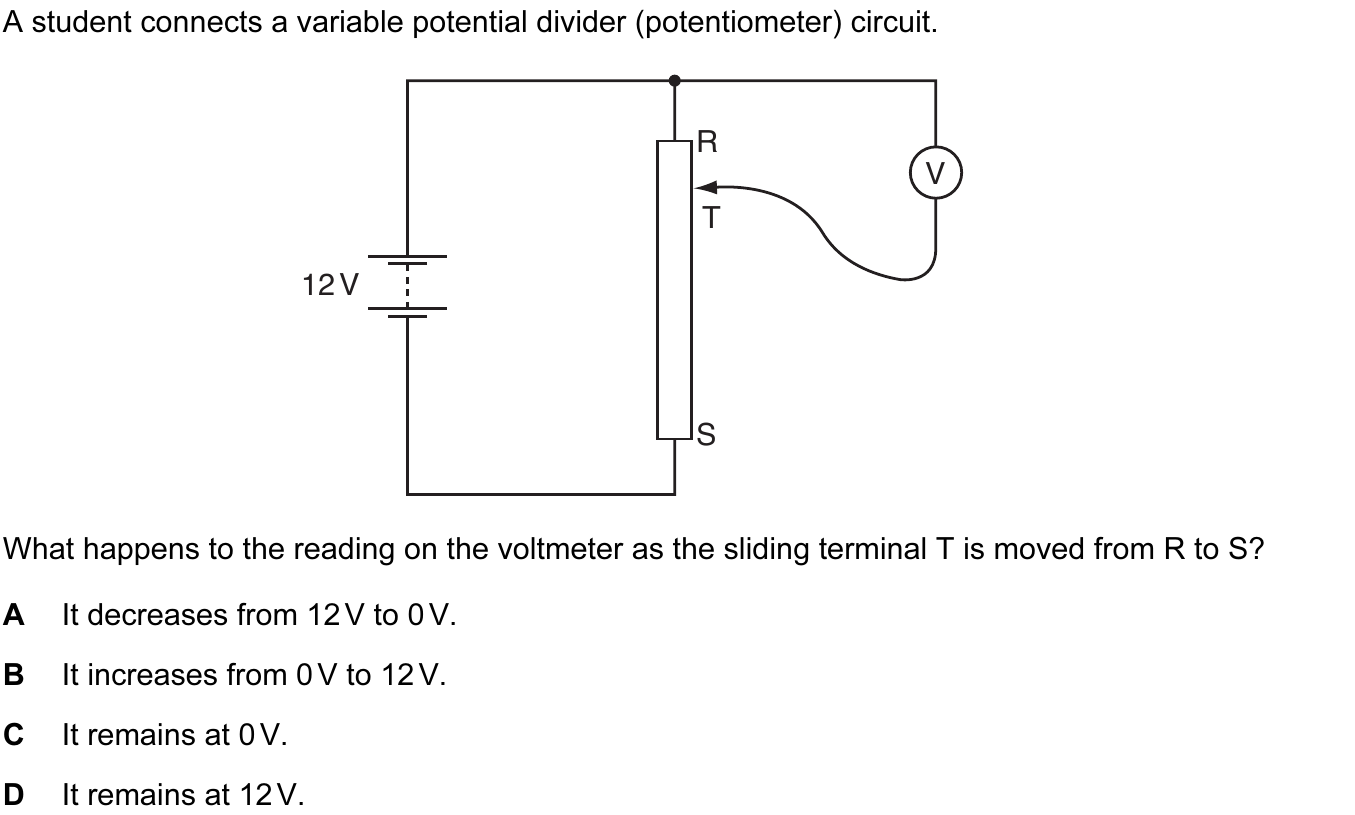 A student connects a variable potential divider (potentiometer) circuit.
R
V
T
12 V
S
What happens to the reading on the voltmeter as the sliding terminal T is moved from R to S?
A It decreases from 12 V to 0 V.
B It increases from 0 V to 12 V.
C It remains at 0 V.
D It remains at 12 V.